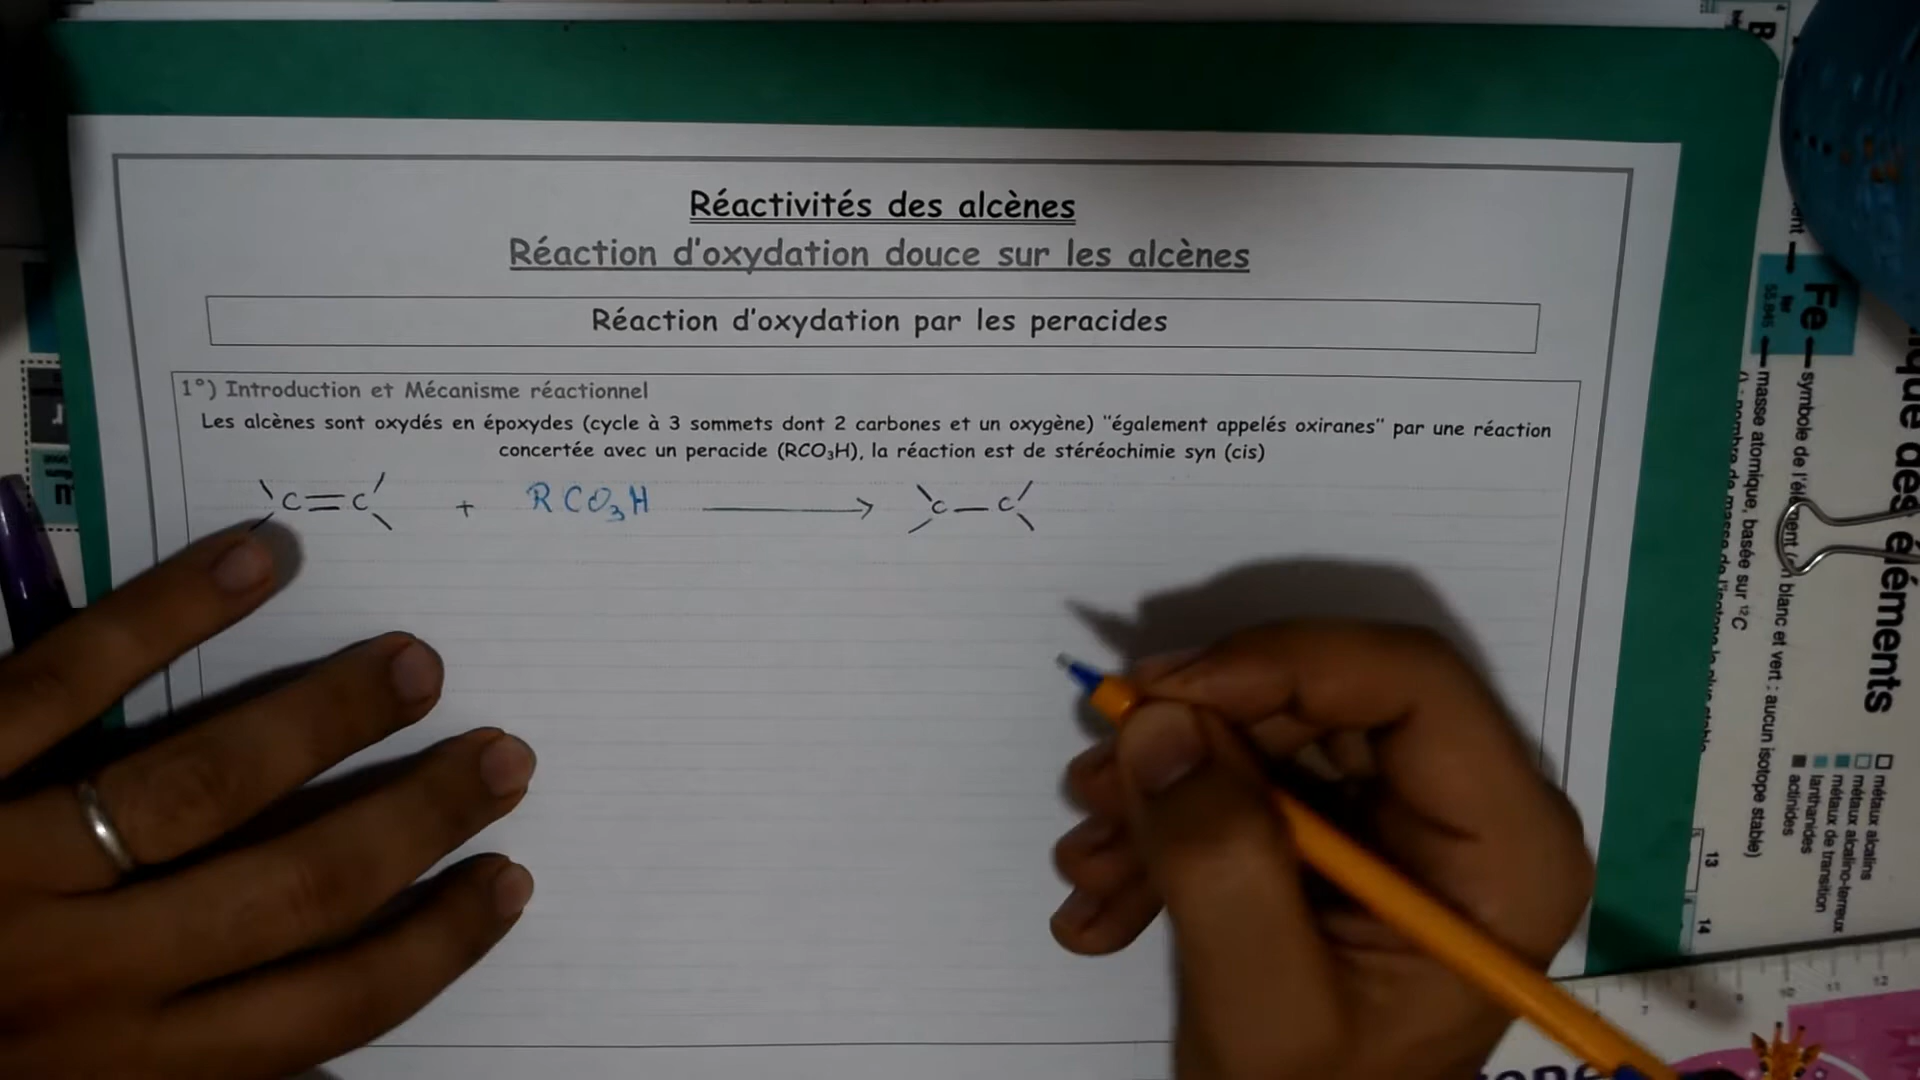 Réactivités des alcènes
Réaction d'oxydation douce sur les alcènes
Réaction d'oxydation par les peracides
1°) Introduction et Mécanisme réactionnel
Les alcènes sont oxydés en époxydes (cycle à 3 sommets dont 2 carbones et un oxygène) "également appelés oxiranes" par une réaction
concertée avec un peracide (RCO₃H), la réaction est de stéréochimie syn (cis)
C=C + RCO₃H → C–C
B
Fe
fer
55.845
symbole de l'élément
blanc et vert : aucun isotope stable)
masse atomique, basée sur ¹²C
éléments
métaux alcalins
métaux alcalino-terreux
métaux de transition
lanthanides
actinides
13
14